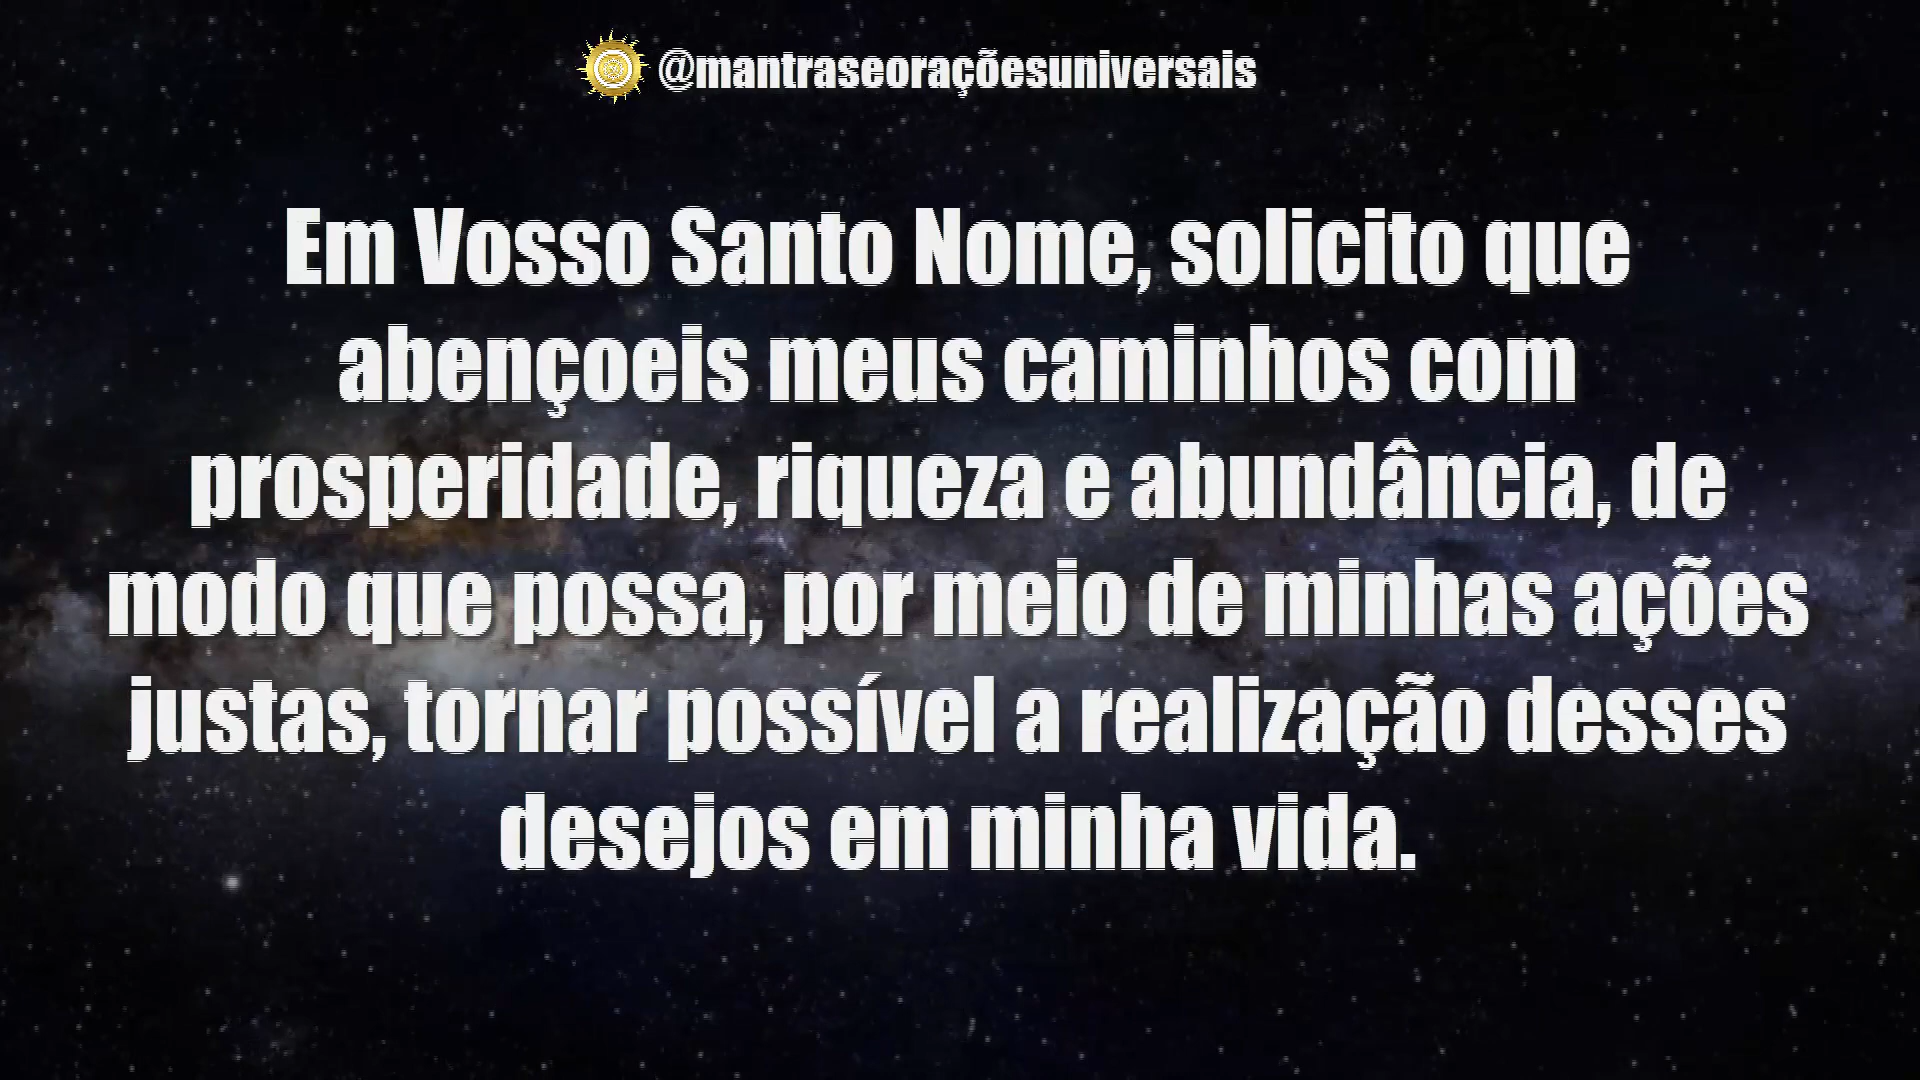 @mantraseoraçõesuniversais
Em Vosso Santo Nome, solicito que
abençoeis meus caminhos com
prosperidade, riqueza e abundância, de
modo que possa, por meio de minhas ações
justas, tornar possível a realização desses
desejos em minha vida.